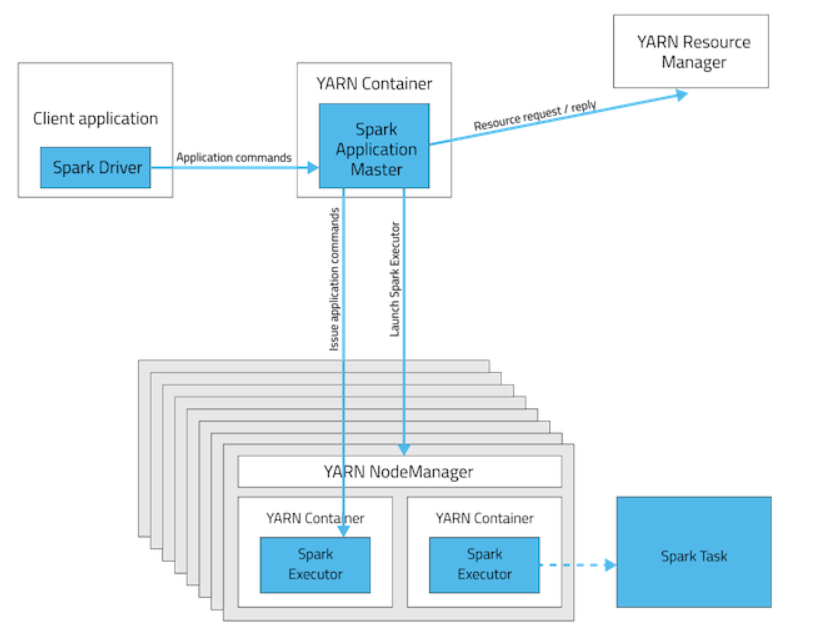 YARN Resource
Manager
YARN Container
Client application
Spark
Application
Master
Spark Driver
Application commands
Resource request / reply
Issue application commands
Launch Spark Executor
YARN NodeManager
YARN Container
YARN Container
Spark
Executor
Spark
Executor
Spark Task